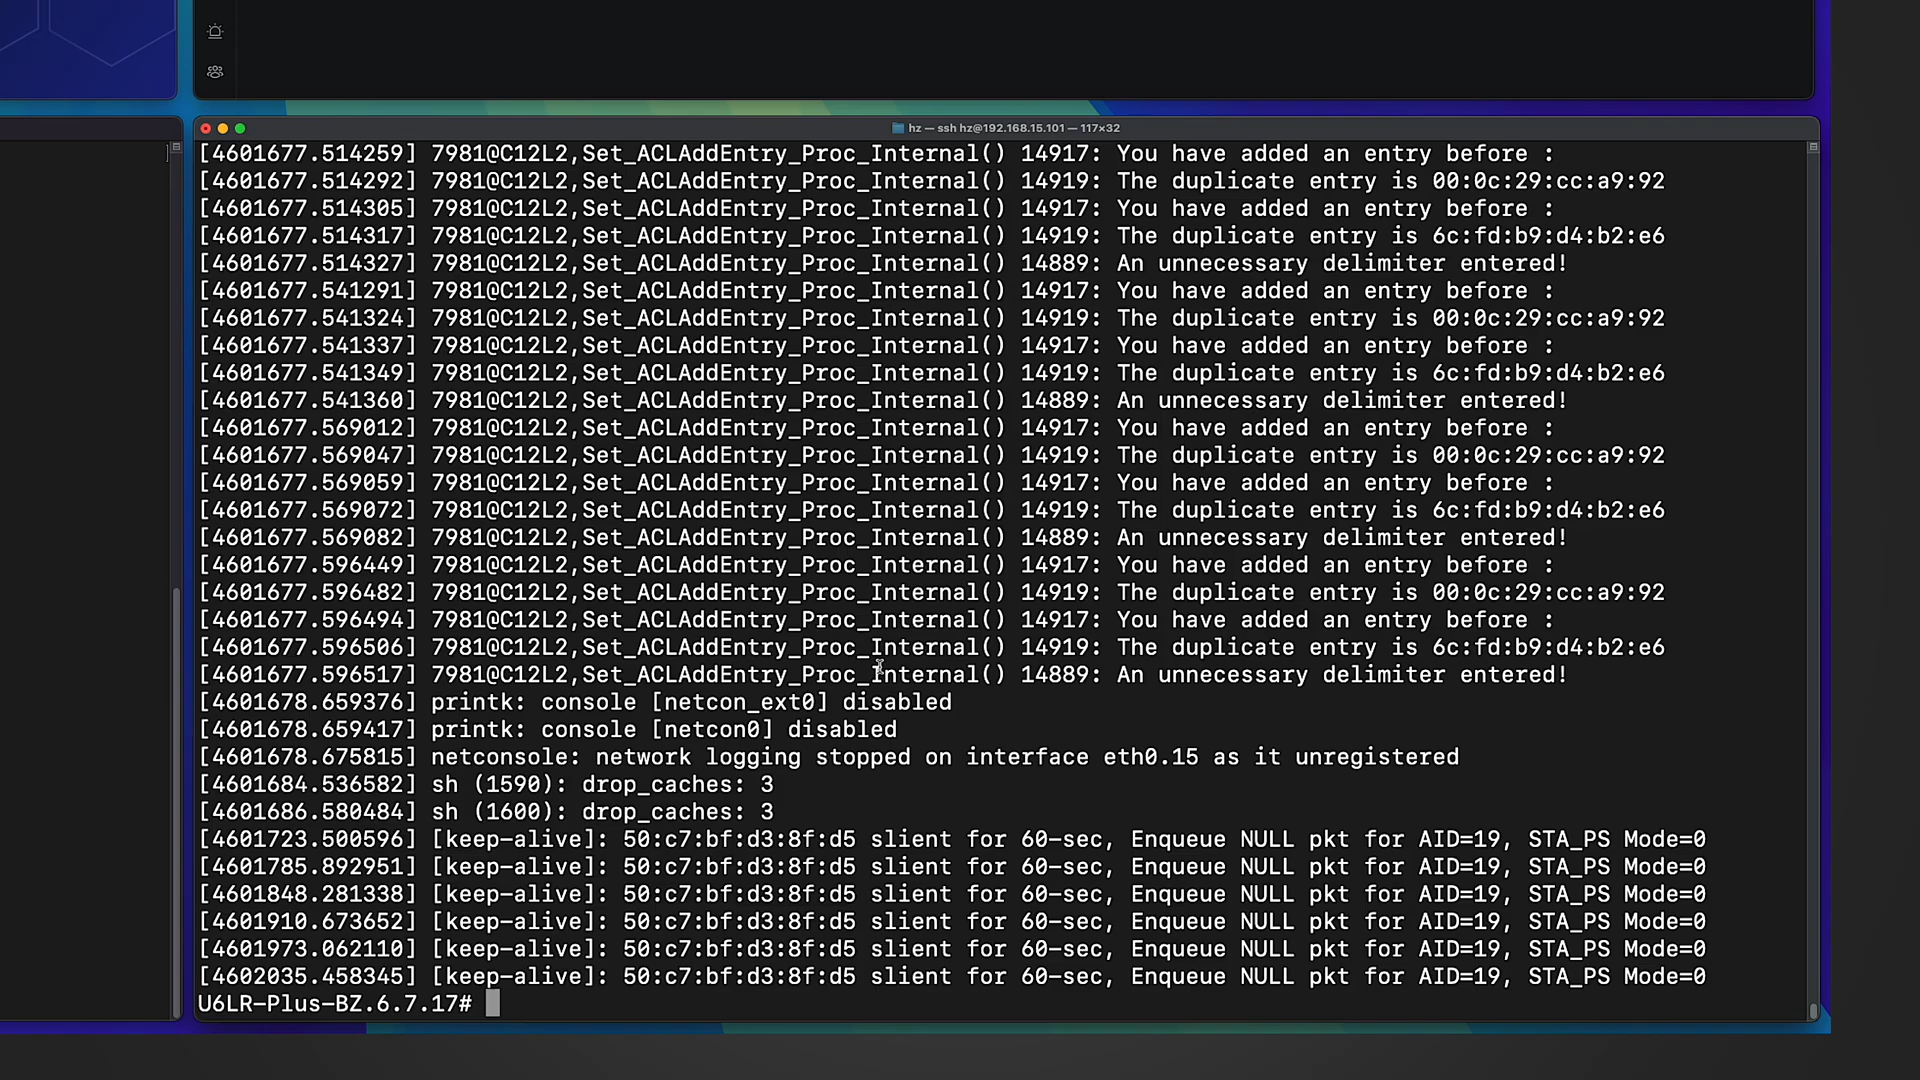 hz — ssh hz@192.168.15.101 — 117×32
[4601677.514259] 7981@C12L2,Set_ACLAddEntry_Proc_Internal() 14917: You have added an entry before :
[4601677.514292] 7981@C12L2,Set_ACLAddEntry_Proc_Internal() 14919: The duplicate entry is 00:0c:29:cc:a9:92
[4601677.514305] 7981@C12L2,Set_ACLAddEntry_Proc_Internal() 14917: You have added an entry before :
[4601677.514317] 7981@C12L2,Set_ACLAddEntry_Proc_Internal() 14919: The duplicate entry is 6c:fd:b9:d4:b2:e6
[4601677.514327] 7981@C12L2,Set_ACLAddEntry_Proc_Internal() 14889: An unnecessary delimiter entered!
[4601677.541291] 7981@C12L2,Set_ACLAddEntry_Proc_Internal() 14917: You have added an entry before :
[4601677.541324] 7981@C12L2,Set_ACLAddEntry_Proc_Internal() 14919: The duplicate entry is 00:0c:29:cc:a9:92
[4601677.541337] 7981@C12L2,Set_ACLAddEntry_Proc_Internal() 14917: You have added an entry before :
[4601677.541349] 7981@C12L2,Set_ACLAddEntry_Proc_Internal() 14919: The duplicate entry is 6c:fd:b9:d4:b2:e6
[4601677.541360] 7981@C12L2,Set_ACLAddEntry_Proc_Internal() 14889: An unnecessary delimiter entered!
[4601677.569012] 7981@C12L2,Set_ACLAddEntry_Proc_Internal() 14917: You have added an entry before :
[4601677.569047] 7981@C12L2,Set_ACLAddEntry_Proc_Internal() 14919: The duplicate entry is 00:0c:29:cc:a9:92
[4601677.569059] 7981@C12L2,Set_ACLAddEntry_Proc_Internal() 14917: You have added an entry before :
[4601677.569072] 7981@C12L2,Set_ACLAddEntry_Proc_Internal() 14919: The duplicate entry is 6c:fd:b9:d4:b2:e6
[4601677.569082] 7981@C12L2,Set_ACLAddEntry_Proc_Internal() 14889: An unnecessary delimiter entered!
[4601677.596449] 7981@C12L2,Set_ACLAddEntry_Proc_Internal() 14917: You have added an entry before :
[4601677.596482] 7981@C12L2,Set_ACLAddEntry_Proc_Internal() 14919: The duplicate entry is 00:0c:29:cc:a9:92
[4601677.596494] 7981@C12L2,Set_ACLAddEntry_Proc_Internal() 14917: You have added an entry before :
[4601677.596506] 7981@C12L2,Set_ACLAddEntry_Proc_Internal() 14919: The duplicate entry is 6c:fd:b9:d4:b2:e6
[4601677.596517] 7981@C12L2,Set_ACLAddEntry_Proc_Internal() 14889: An unnecessary delimiter entered!
[4601678.659376] printk: console [netcon_ext0] disabled
[4601678.659417] printk: console [netcon0] disabled
[4601678.675815] netconsole: network logging stopped on interface eth0.15 as it unregistered
[4601684.536582] sh (1590): drop_caches: 3
[4601686.580484] sh (1600): drop_caches: 3
[4601723.500596] [keep-alive]: 50:c7:bf:d3:8f:d5 slient for 60-sec, Enqueue NULL pkt for AID=19, STA_PS Mode=0
[4601785.892951] [keep-alive]: 50:c7:bf:d3:8f:d5 slient for 60-sec, Enqueue NULL pkt for AID=19, STA_PS Mode=0
[4601848.281338] [keep-alive]: 50:c7:bf:d3:8f:d5 slient for 60-sec, Enqueue NULL pkt for AID=19, STA_PS Mode=0
[4601910.673652] [keep-alive]: 50:c7:bf:d3:8f:d5 slient for 60-sec, Enqueue NULL pkt for AID=19, STA_PS Mode=0
[4601973.062110] [keep-alive]: 50:c7:bf:d3:8f:d5 slient for 60-sec, Enqueue NULL pkt for AID=19, STA_PS Mode=0
[4602035.458345] [keep-alive]: 50:c7:bf:d3:8f:d5 slient for 60-sec, Enqueue NULL pkt for AID=19, STA_PS Mode=0
U6LR-Plus-BZ.6.7.17#